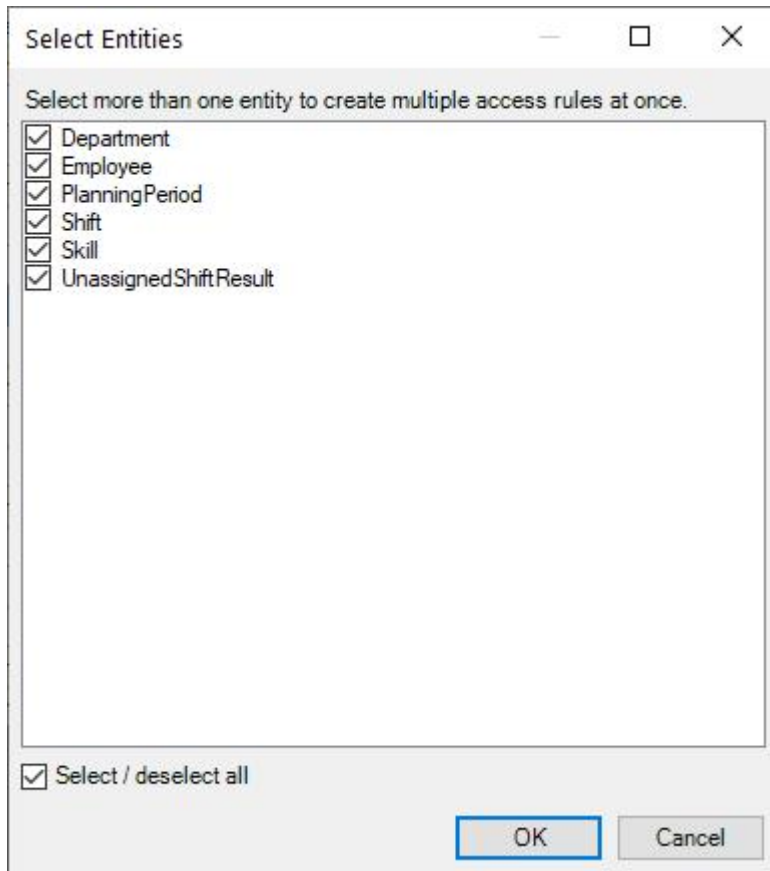 Select Entities
Select more than one entity to create multiple access rules at once.
Department
Employee
PlanningPeriod
Shift
Skill
UnassignedShiftResult
Select / deselect all
OK Cancel